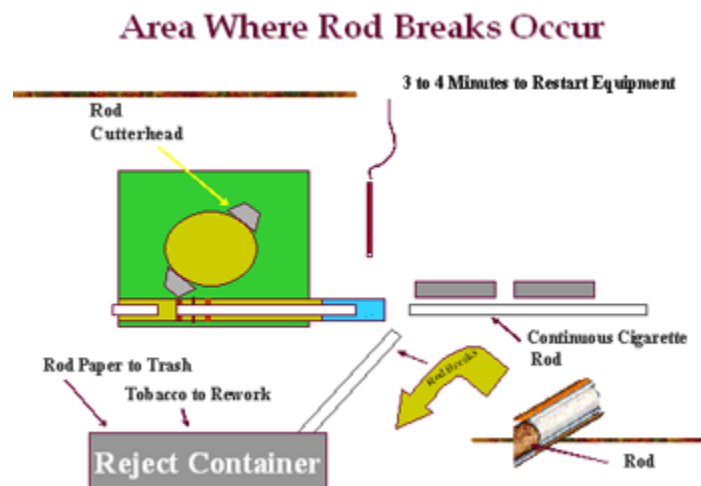 Area Where Rod Breaks Occur
3 to 4 Minutes to Restart Equipment
Rod
Cutterhead
Continuous Cigarette
Rod
Rod Paper to Trash
Tobacco to Rework
Rod Breaks
Reject Container
Rod